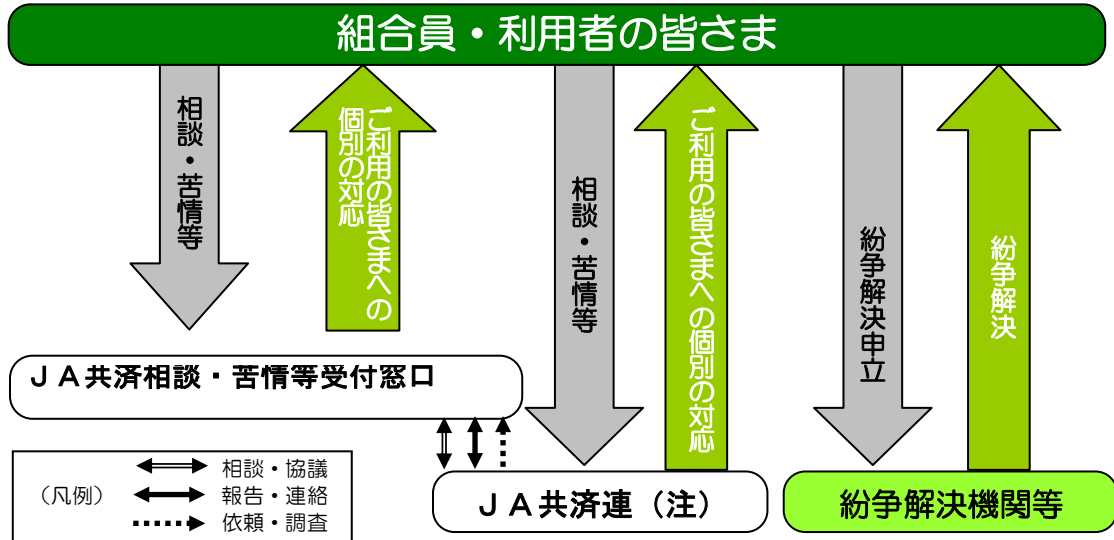 組合員・利用者の皆さま
相談・苦情等
ご利用の皆さまへの
個別の対応
相談・苦情等
ご利用の皆さまへの個別の対応
紛争解決申立
紛争解決
ＪＡ共済相談・苦情等受付窓口
（凡例）
相談・協議
報告・連絡
依頼・調査
ＪＡ共済連（注）
紛争解決機関等